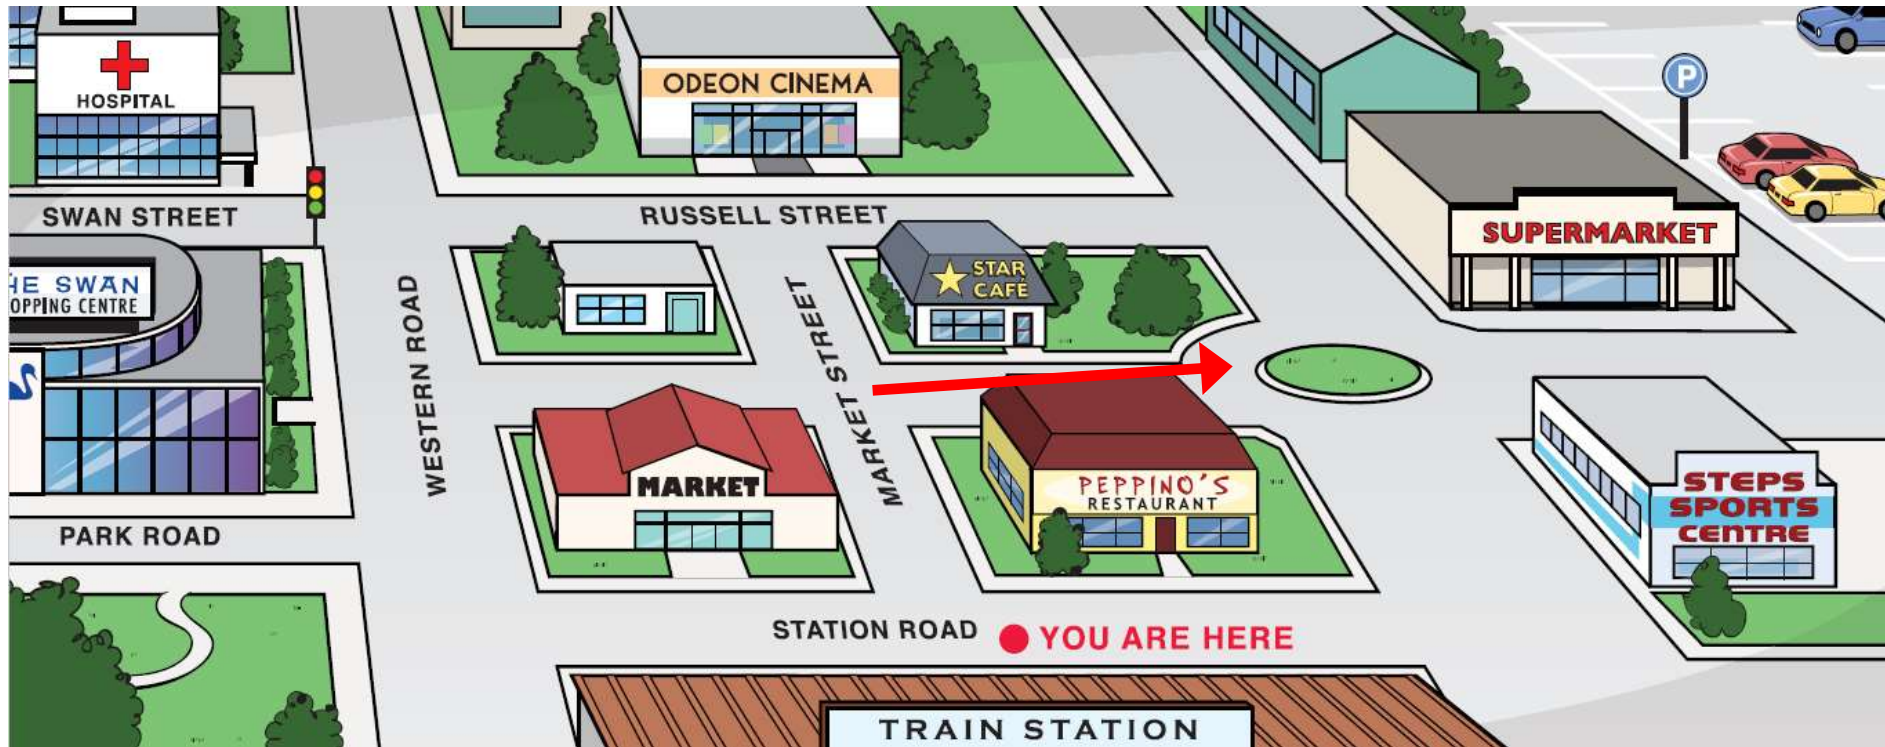 HOSPITAL
ODEON CINEMA
P
SWAN STREET
RUSSELL STREET
SUPERMARKET
HE SWAN
OPPING CENTRE
STAR
CAFÉ
WESTERN ROAD
MARKET STREET
MARKET
PEPPINO'S
RESTAURANT
STEPS
SPORTS
CENTRE
PARK ROAD
STATION ROAD
YOU ARE HERE
TRAIN STATION